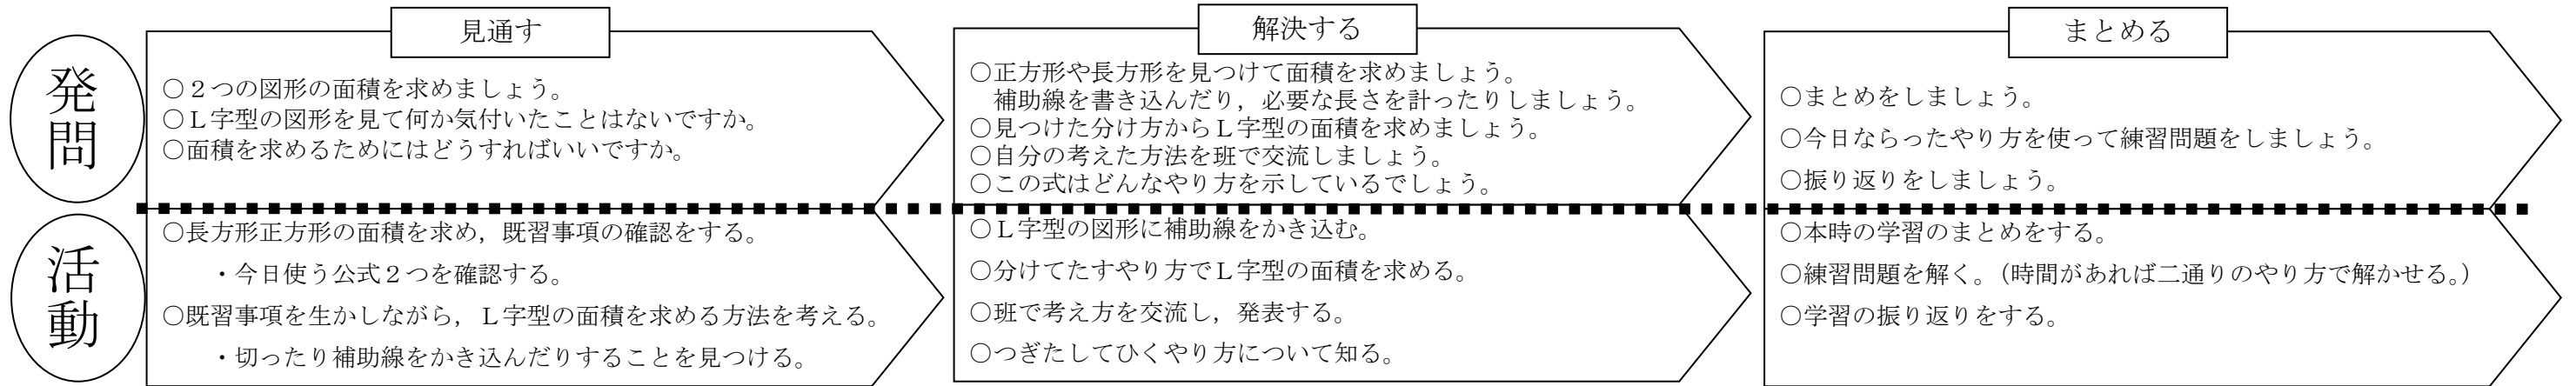 発問
見通す
○２つの図形の面積を求めましょう。
○Ｌ字型の図形を見て何か気付いたことはないですか。
○面積を求めるためにはどうすればいいですか。
解決する
○正方形や長方形を見つけて面積を求めましょう。
補助線を書き込んだり，必要な長さを計ったりしましょう。
○見つけた分け方からＬ字型の面積を求めましょう。
○自分の考えた方法を班で交流しましょう。
○この式はどんなやり方を示しているでしょう。
まとめる
○まとめをしましょう。
○今日ならったやり方を使って練習問題をしましょう。
○振り返りをしましょう。
活動
○長方形正方形の面積を求め，既習事項の確認をする。
・今日使う公式２つを確認する。
○既習事項を生かしながら，Ｌ字型の面積を求める方法を考える。
・切ったり補助線をかき込んだりすることを見つける。
○Ｌ字型の図形に補助線をかき込む。
○分けてたすやり方でＬ字型の面積を求める。
○班で考え方を交流し，発表する。
○つぎたしてひくやり方について知る。
○本時の学習のまとめをする。
○練習問題を解く。（時間があれば二通りのやり方で解かせる。）
○学習の振り返りをする。